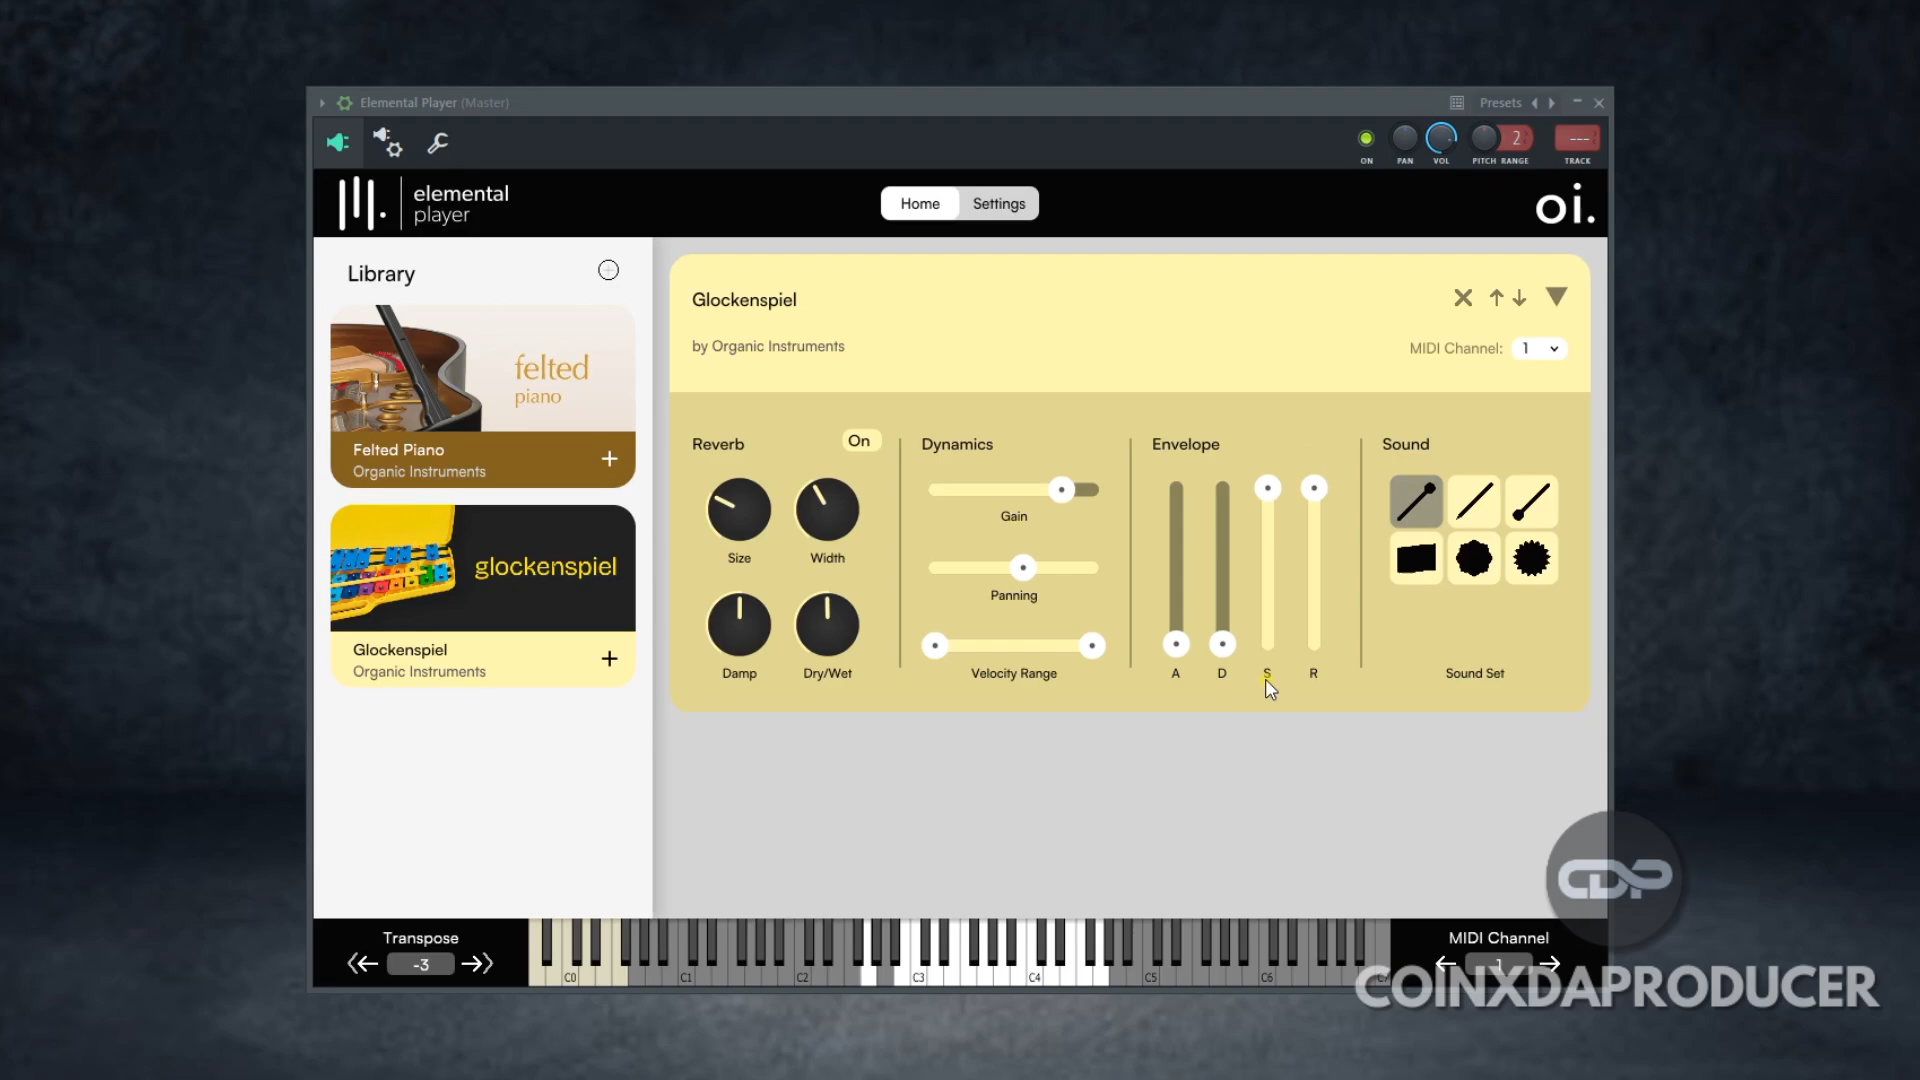 Elemental Player (Master)
Presets
ON
PAN
VOL
PITCH
RANGE
2
---
TRACK
elemental
player
Home
Settings
oi.
Library
felted
piano
Felted Piano
Organic Instruments
glockenspiel
Glockenspiel
Organic Instruments
Glockenspiel
by Organic Instruments
MIDI Channel: 1
Reverb
On
Size
Width
Damp
Dry/Wet
Dynamics
Gain
Panning
Velocity Range
Envelope
A
D
S
R
Sound
Sound Set
Transpose
-3
C0
C1
C2
C3
C4
C5
C6
C7
MIDI Channel
1
CDP
COINXDAPRODUCER